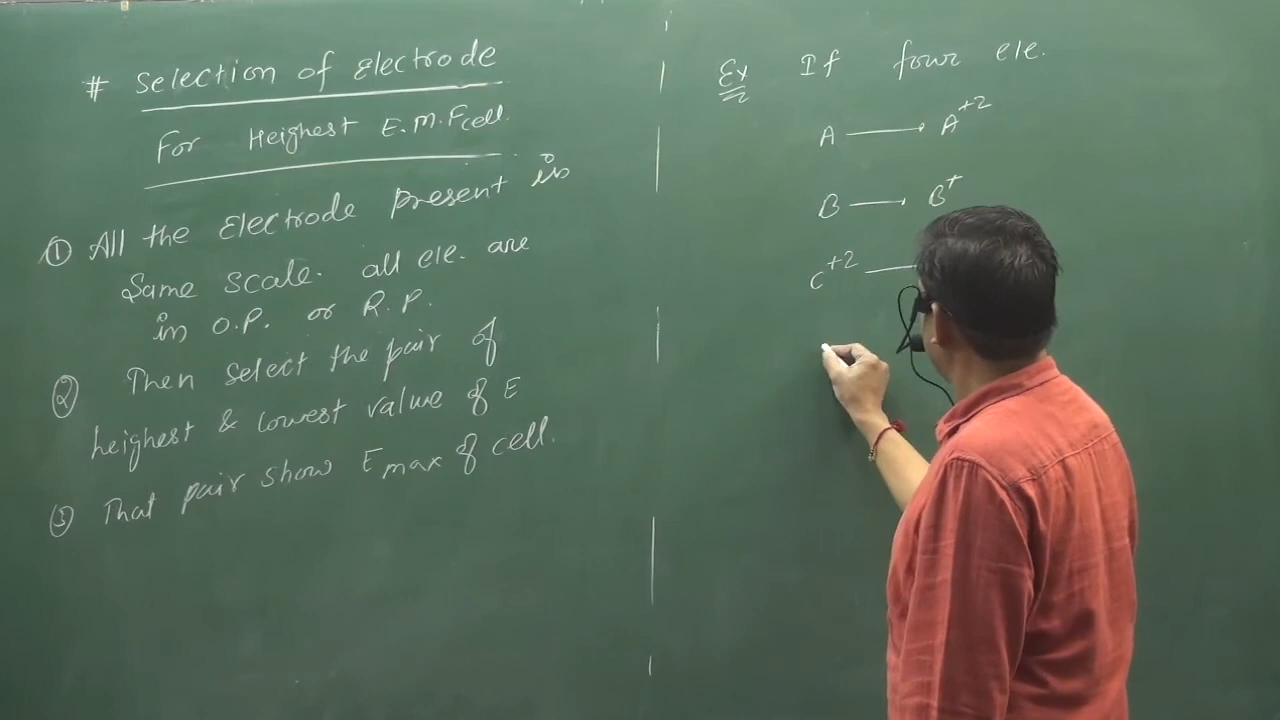 # Selection of Electrode
For Heighest E.M.Fcell.
① All the Electrode present in
Same scale. all ele. are
in O.P. or R.P.
② Then select the pair of
heighest & lowest value of E
③ That pair show E max of cell.
Ex If four ele.
A ⟶ A⁺²
B ⟶ B⁺
C⁺² ⟶